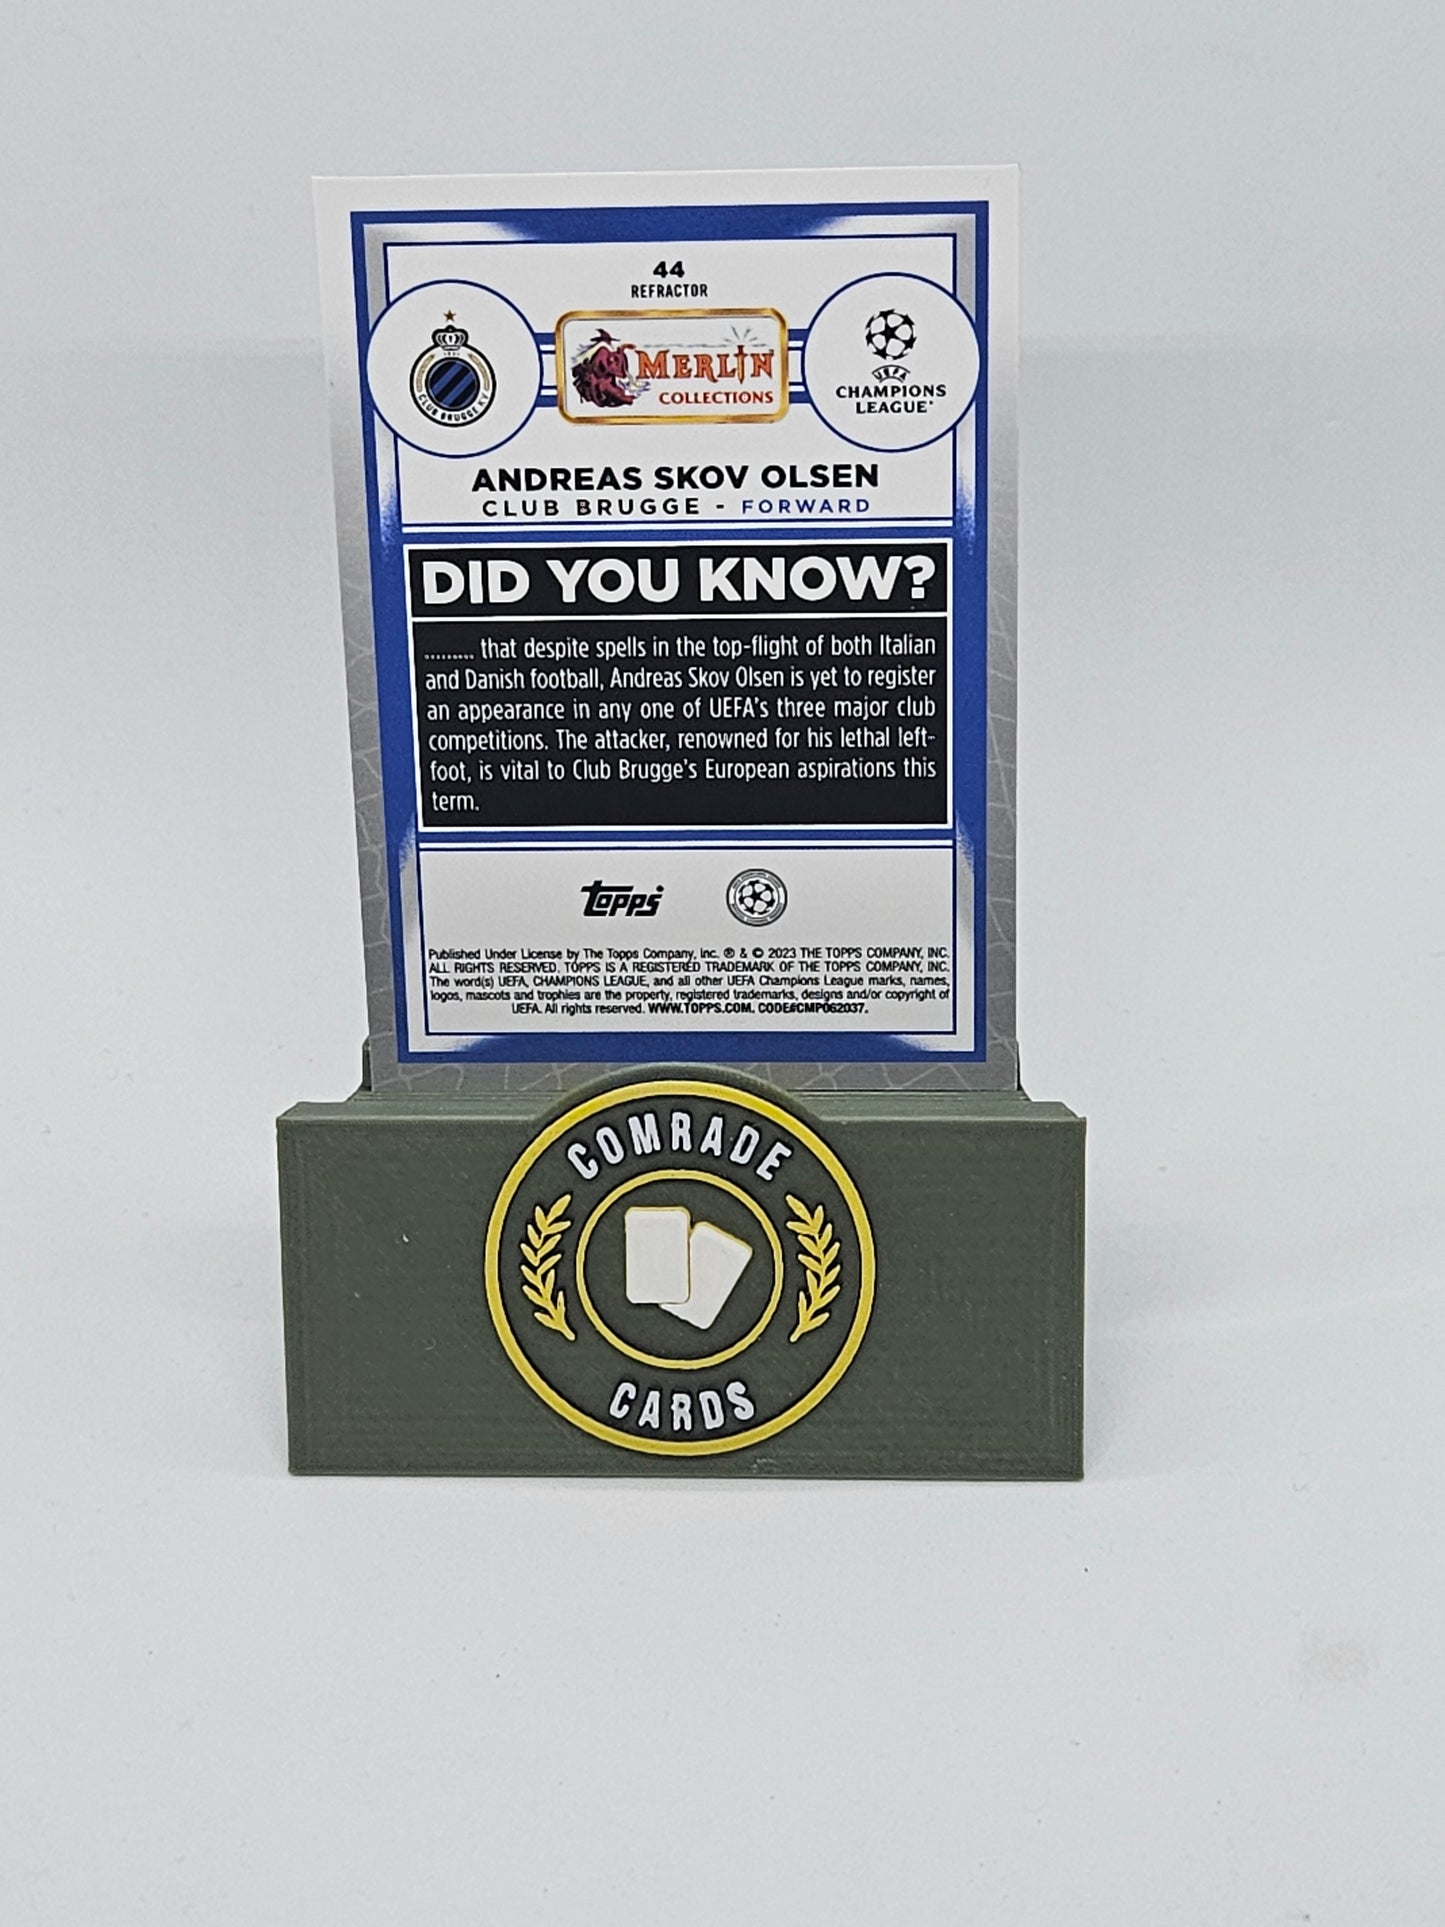 44
REFRACTOR
CLUB BRUGGE K.V.
MERLIN
COLLECTIONS
UEFA
CHAMPIONS
LEAGUE
ANDREAS SKOV OLSEN
CLUB BRUGGE - FORWARD
DID YOU KNOW?
......... that despite spells in the top-flight of both Italian
and Danish football, Andreas Skov Olsen is yet to register
an appearance in any one of UEFA's three major club
competitions. The attacker, renowned for his lethal left-
foot, is vital to Club Brugge's European aspirations this
term.
Topps
Published Under License by The Topps Company, Inc. ® & © 2023 THE TOPPS COMPANY, INC.
ALL RIGHTS RESERVED. TOPPS IS A REGISTERED TRADEMARK OF THE TOPPS COMPANY, INC.
The word(s) UEFA, CHAMPIONS LEAGUE, and all other UEFA Champions League marks, names,
logos, mascots and trophies are the property, registered trademarks, designs and/or copyright of
UEFA. All rights reserved. WWW.TOPPS.COM. CODE#CMP062037.
COMRADE
CARDS